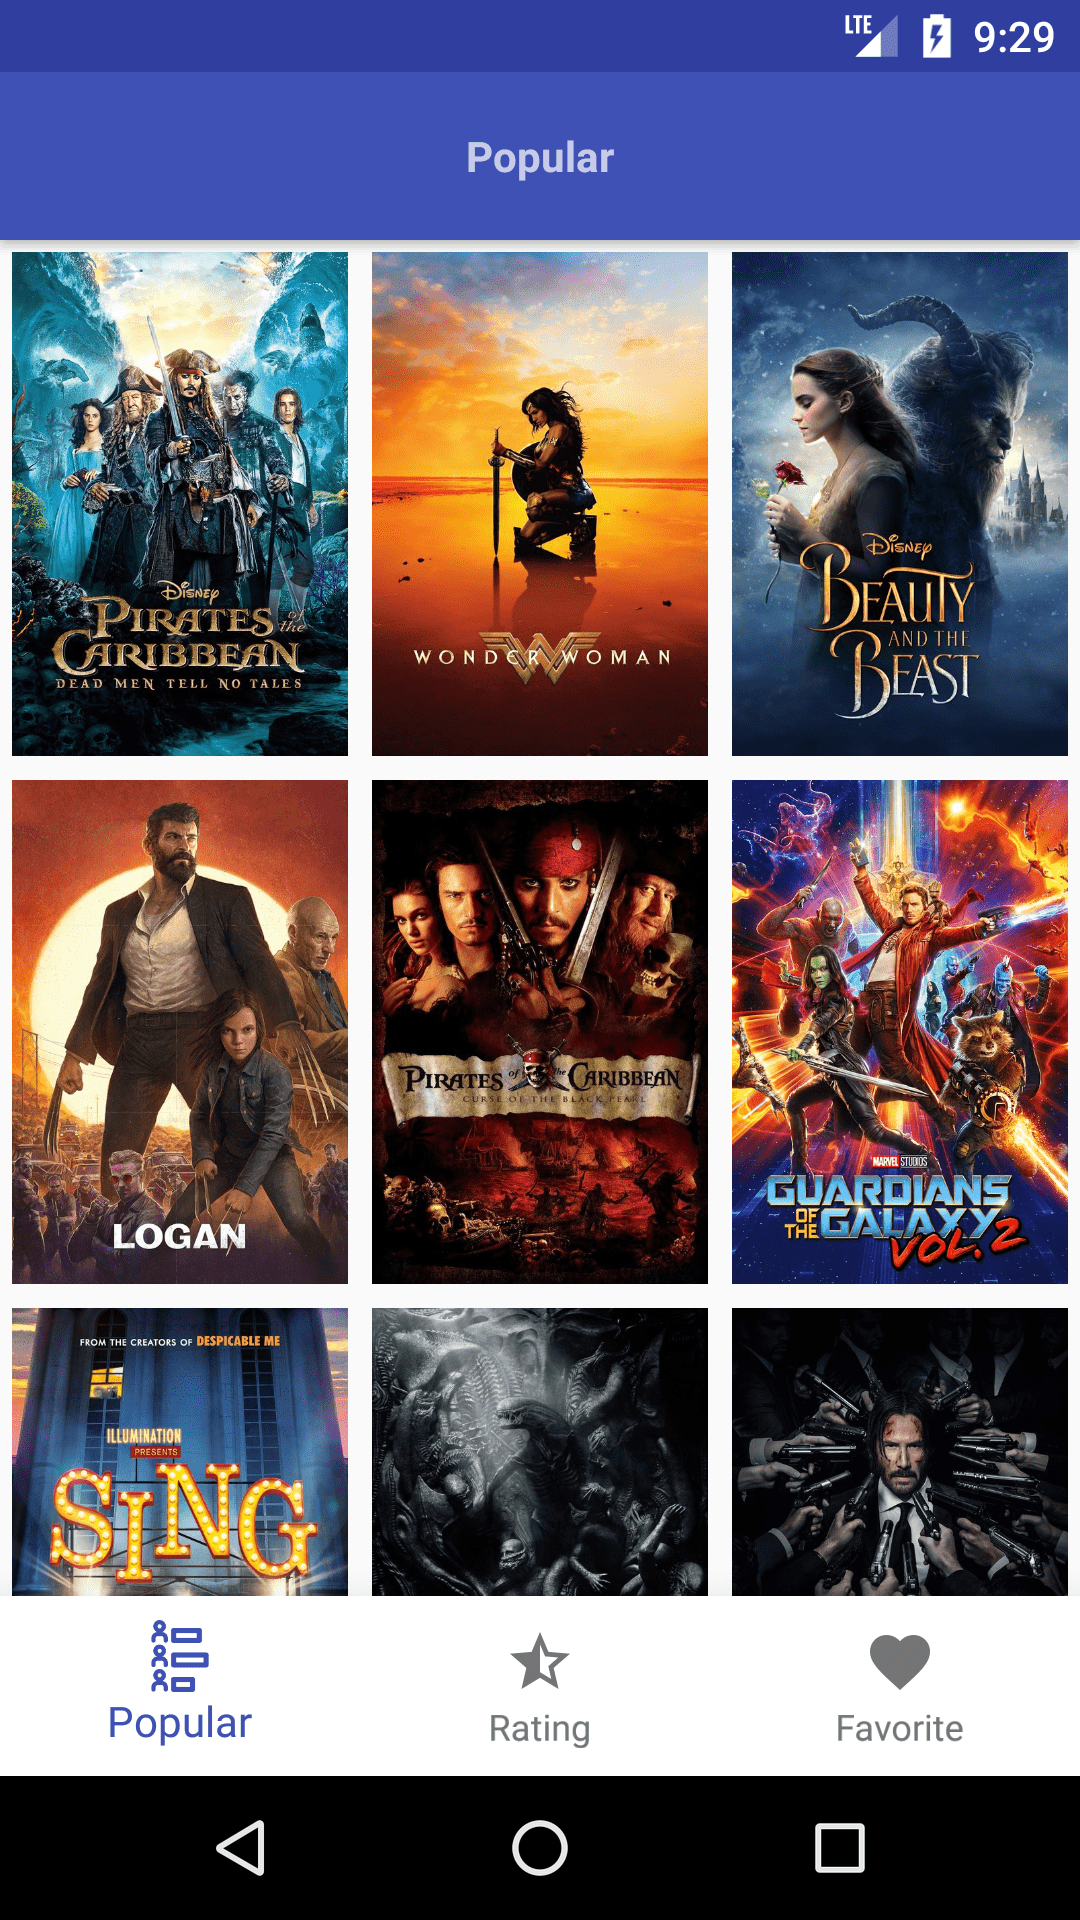 LTE 9:29
Popular
Disney
PIRATES of the
CARIBBEAN
DEAD MEN TELL NO TALES
WONDER WOMAN
Disney
BEAUTY
AND THE
BEAST
LOGAN
PIRATES of the CARIBBEAN
CURSE OF THE BLACK PEARL
MARVEL STUDIOS
GUARDIANS
OF THE GALAXY
VOL. 2
FROM THE CREATORS OF DESPICABLE ME
ILLUMINATION
PRESENTS
SING
Popular
Rating
Favorite